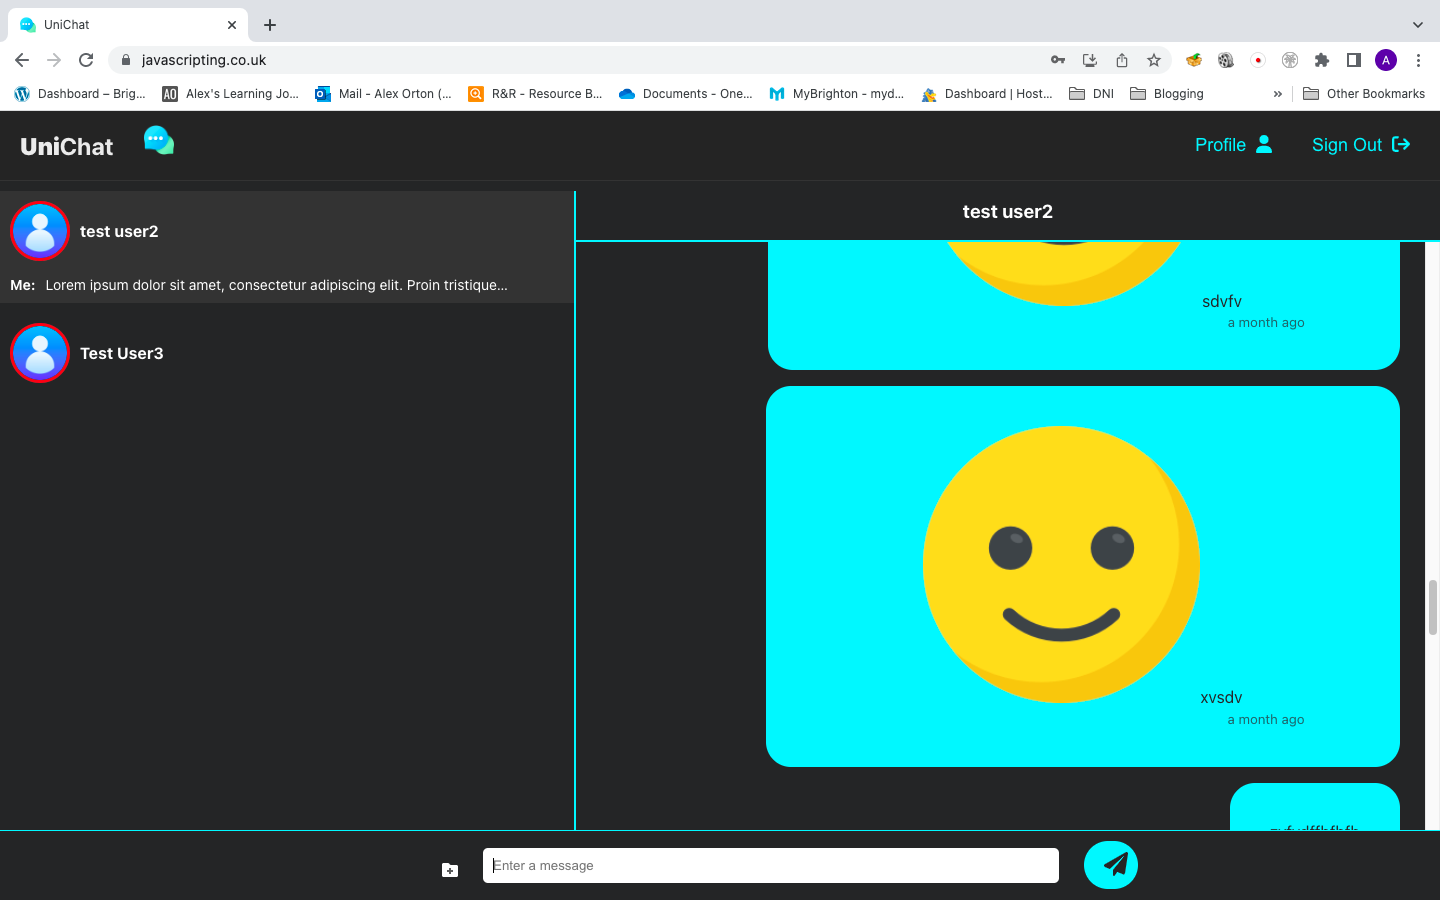 UniChat
javascripting.co.uk
A
Dashboard – Brig...
AO
Alex's Learning Jo...
Mail - Alex Orton (...
R&R - Resource B...
Documents - One...
MyBrighton - myd...
Dashboard | Host...
DNI
Blogging
»
Other Bookmarks
UniChat
Profile
Sign Out
test user2
Me: Lorem ipsum dolor sit amet, consectetur adipiscing elit. Proin tristique...
Test User3
test user2
sdvfv
a month ago
xvsdv
a month ago
Enter a message